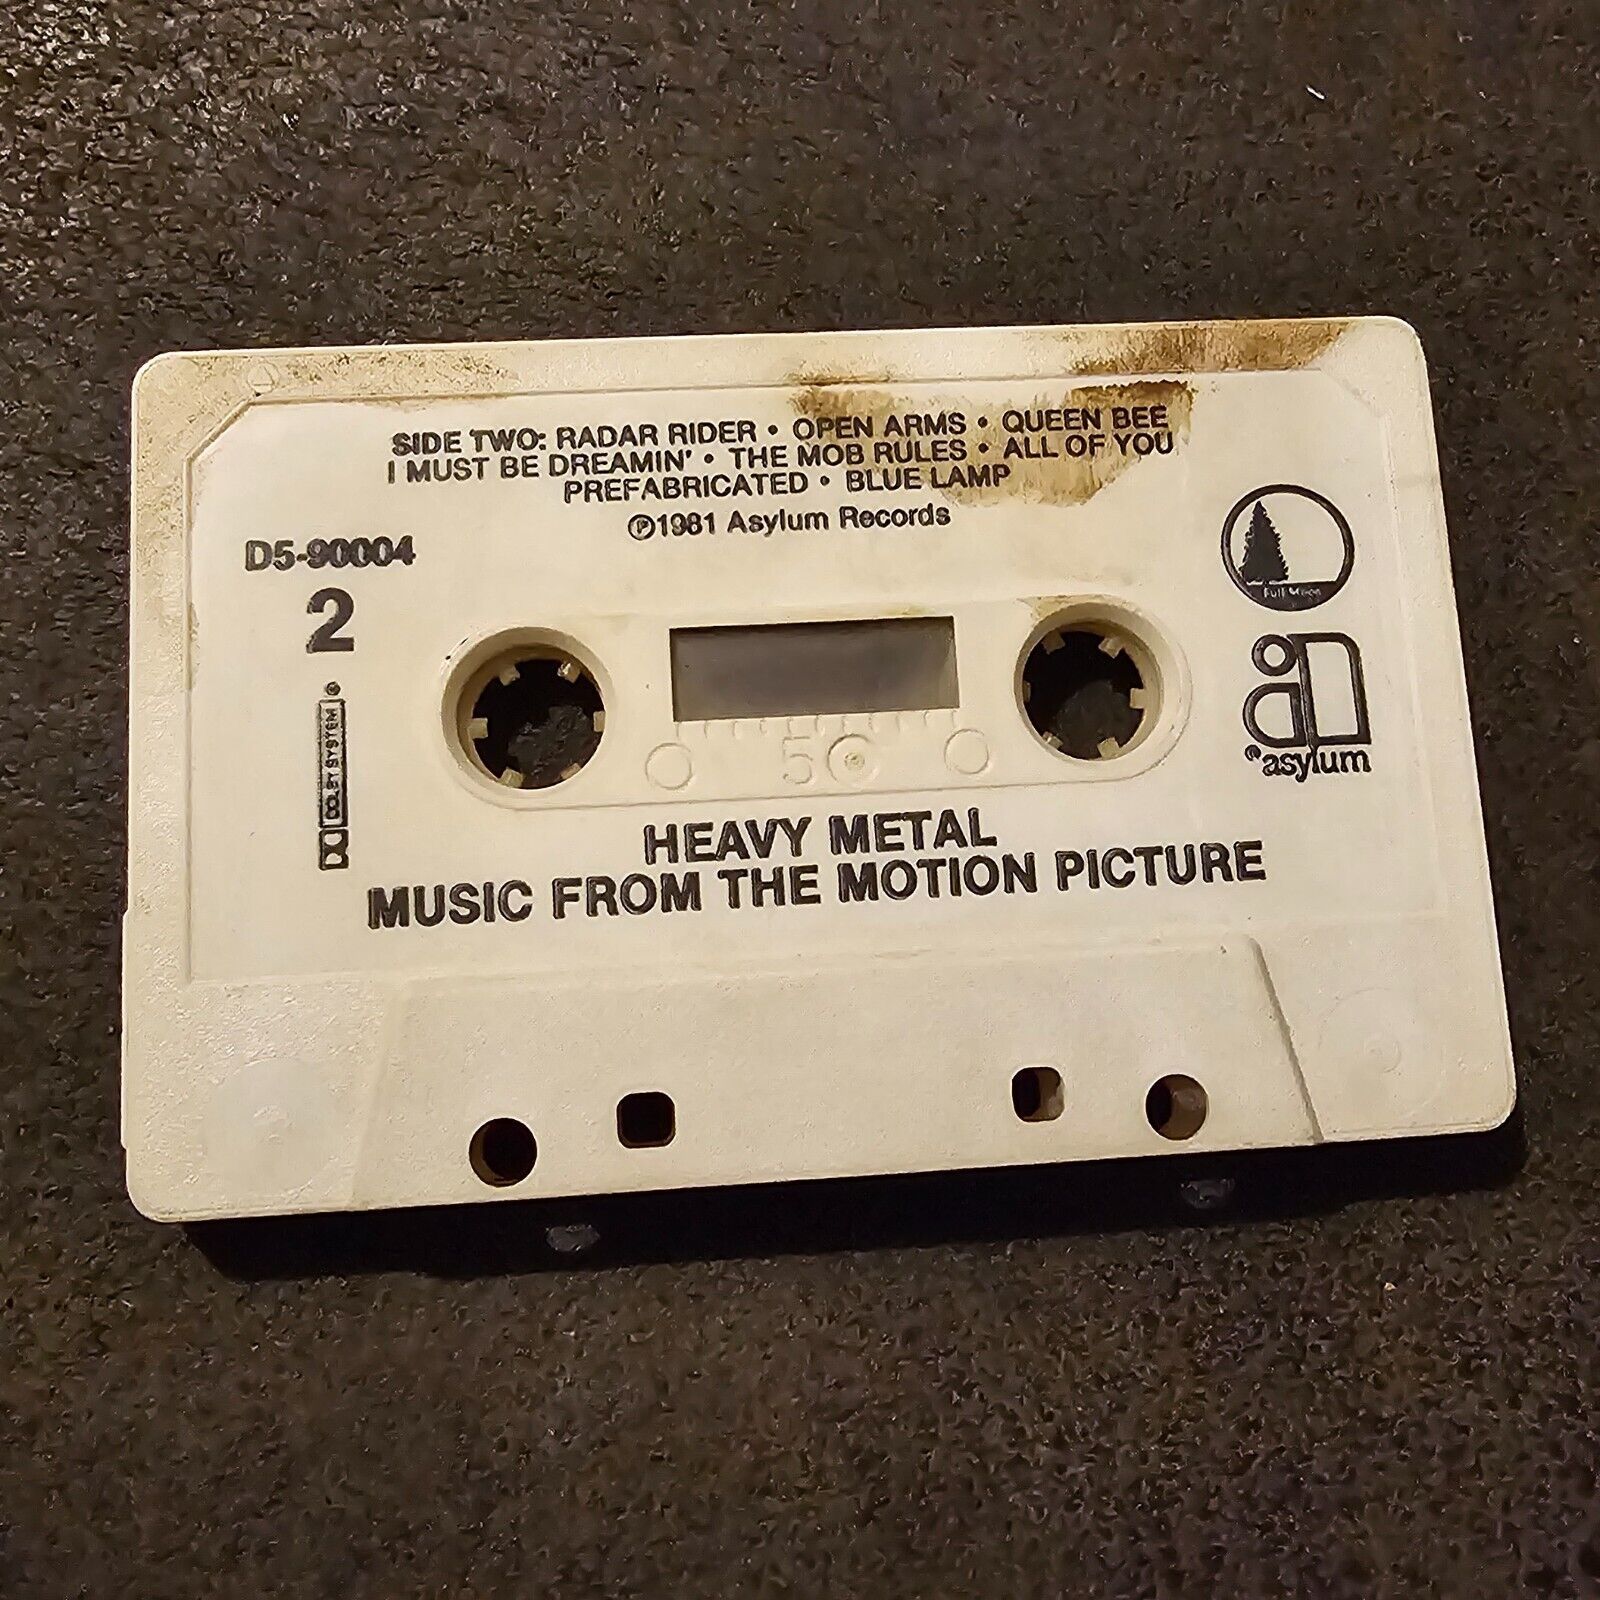 SIDE TWO: RADAR RIDER • OPEN ARMS • QUEEN BEE
I MUST BE DREAMIN' • THE MOB RULES • ALL OF YOU
PREFABRICATED • BLUE LAMP
Ⓟ1981 Asylum Records
D5-90004
2
DOLBY SYSTEM®
Full Moon
®asylum
5
HEAVY METAL
MUSIC FROM THE MOTION PICTURE